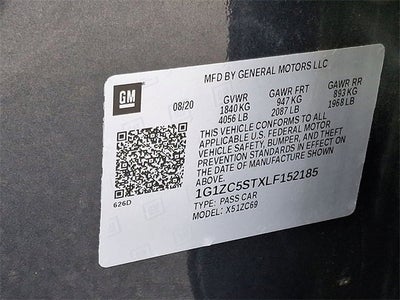 MFD BY GENERAL MOTORS LLC
GM
08/20 GVWR GAWR FRT GAWR RR
1840 KG 947 KG 893 KG
4056 LB 2087 LB 1968 LB
THIS VEHICLE CONFORMS TO ALL
APPLICABLE U.S. FEDERAL MOTOR
VEHICLE SAFETY, BUMPER, AND THEFT
PREVENTION STANDARDS IN EFFECT ON
THE DATE OF MANUFACTURE SHOWN
ABOVE.
1G1ZC5STXLF152185
626D
TYPE: PASS CAR
MODEL: X51ZC69